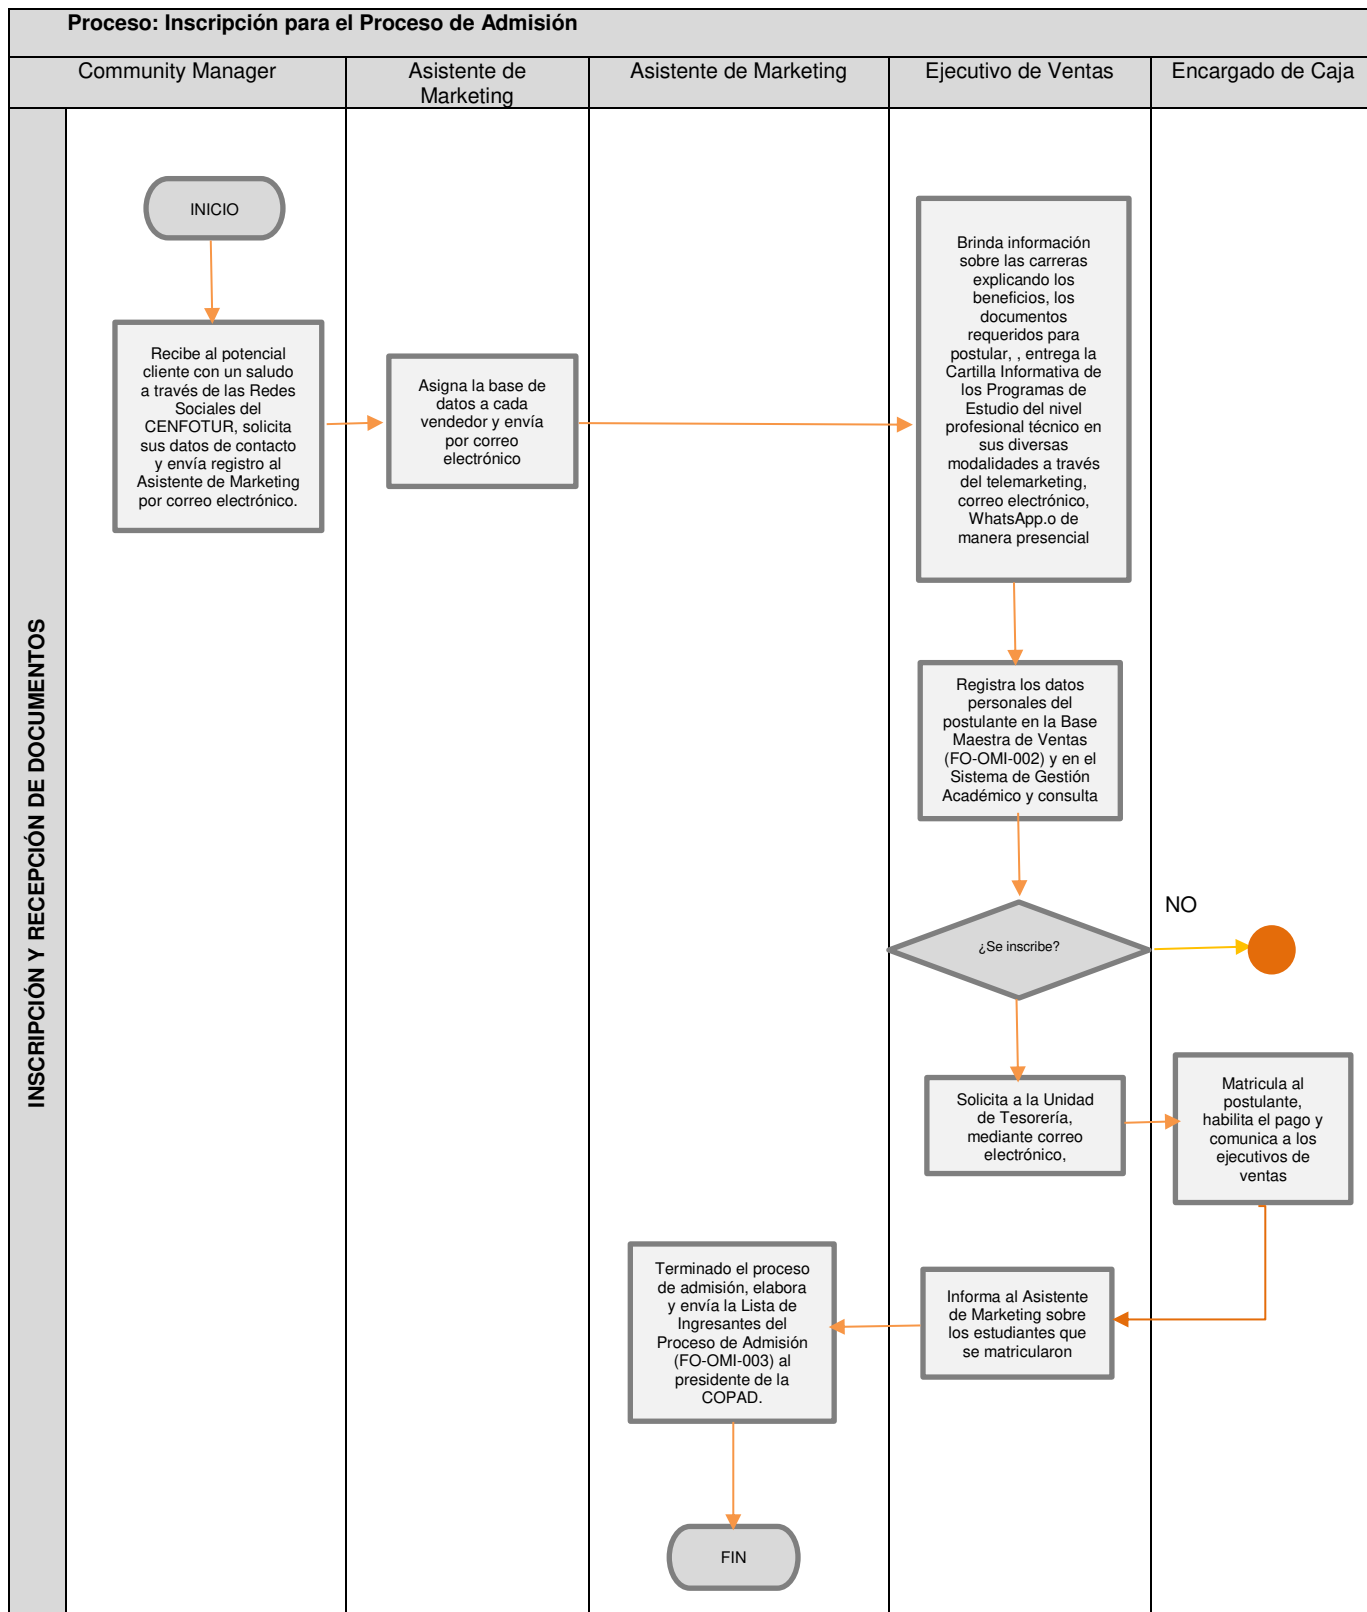 Proceso: Inscripción para el Proceso de Admisión
Community Manager
Asistente de
Marketing
Asistente de Marketing
Ejecutivo de Ventas
Encargado de Caja
INSCRIPCIÓN Y RECEPCIÓN DE DOCUMENTOS
INICIO
Recibe al potencial
cliente con un saludo
a través de las Redes
Sociales del
CENFOTUR, solicita
sus datos de contacto
y envía registro al
Asistente de Marketing
por correo electrónico.
Asigna la base de
datos a cada
vendedor y envía
por correo
electrónico
Brinda información
sobre las carreras
explicando los
beneficios, los
documentos
requeridos para
postular, , entrega la
Cartilla Informativa de
los Programas de
Estudio del nivel
profesional técnico en
sus diversas
modalidades a través
del telemarketing,
correo electrónico,
WhatsApp.o de
manera presencial
Registra los datos
personales del
postulante en la Base
Maestra de Ventas
(FO-OMI-002) y en el
Sistema de Gestión
Académico y consulta
¿Se inscribe?
NO
Solicita a la Unidad
de Tesorería,
mediante correo
electrónico,
Matricula al
postulante,
habilita el pago y
comunica a los
ejecutivos de
ventas
Informa al Asistente
de Marketing sobre
los estudiantes que
se matricularon
Terminado el proceso
de admisión, elabora
y envía la Lista de
Ingresantes del
Proceso de Admisión
(FO-OMI-003) al
presidente de la
COPAD.
FIN